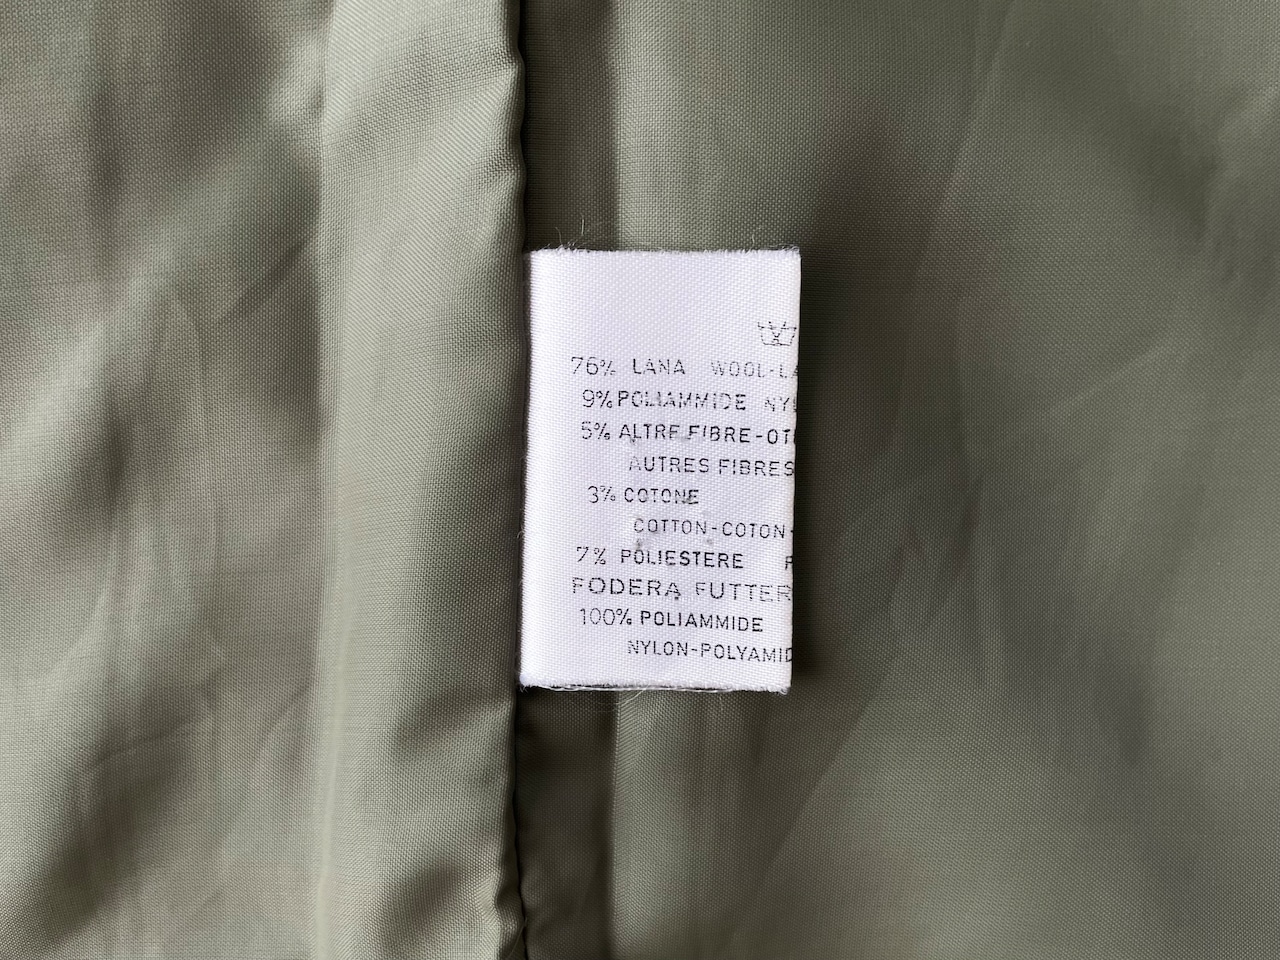 76% LANA WOOL-LA
9% POLIAMMIDE NYL
5% ALTRE FIBRE-OT
AUTRES FIBRES
3% COTONE
COTTON-COTON-
7% POLIESTERE
FODERA FUTTER
100% POLIAMMIDE
NYLON-POLYAMID